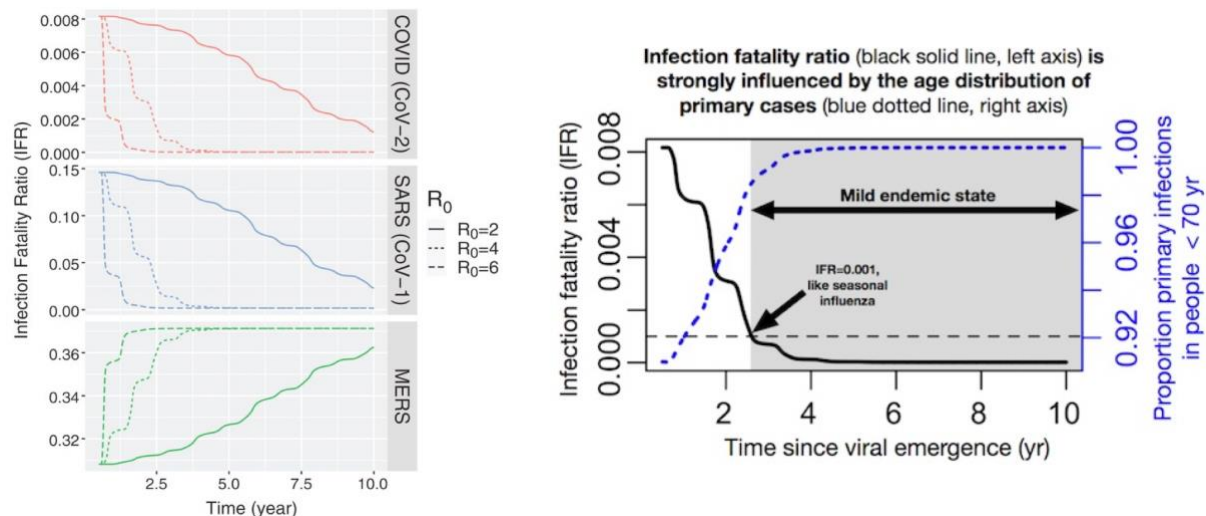 Infection Fatality Ratio (IFR)
0.008
0.006
0.004
0.002
0.000
COVID (CoV-2)
0.15
0.10
0.05
0.00
SARS (CoV-1)
0.36
0.34
0.32
MERS
2.5
5.0
7.5
10.0
Time (year)
R0
R0=2
R0=4
R0=6
Infection fatality ratio (black solid line, left axis) is
strongly influenced by the age distribution of
primary cases (blue dotted line, right axis)
Infection fatality ratio (IFR)
0.008
0.004
0.000
Mild endemic state
IFR=0.001,
like seasonal
influenza
1.00
0.96
0.92
Proportion primary infections
in people < 70 yr
2
4
6
8
10
Time since viral emergence (yr)